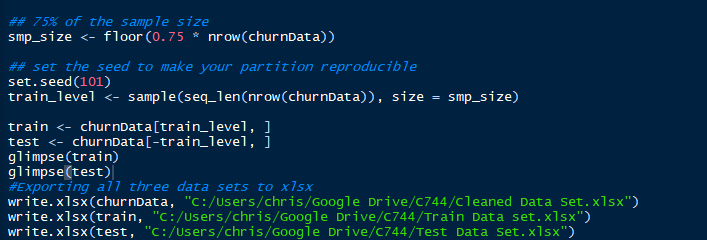 ## 75% of the sample size
smp_size <- floor(0.75 * nrow(churnData))
## set the seed to make your partition reproducible
set.seed(101)
train_level <- sample(seq_len(nrow(churnData)), size = smp_size)
train <- churnData[train_level, ]
test <- churnData[-train_level, ]
glimpse(train)
glimpse(test)
#Exporting all three data sets to xlsx
write.xlsx(churnData, "C:/Users/chris/Google Drive/C744/Cleaned Data Set.xlsx")
write.xlsx(train, "C:/Users/chris/Google Drive/C744/Train Data set.xlsx")
write.xlsx(test, "C:/Users/chris/Google Drive/C744/Test Data Set.xlsx")